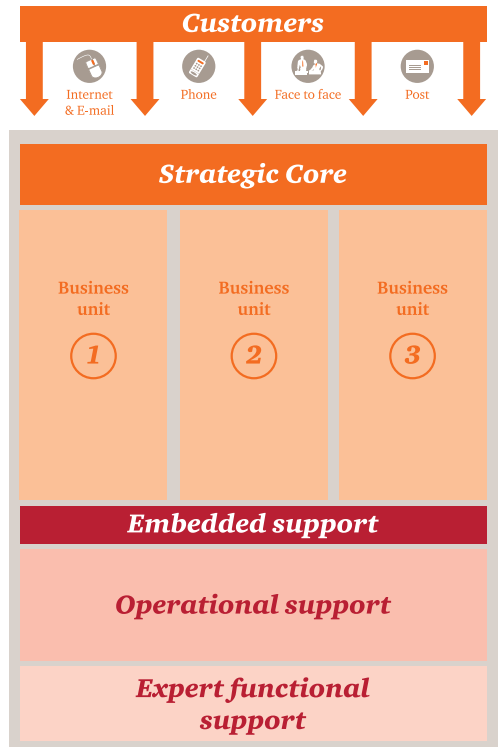 Customers
Internet
& E-mail
Phone
Face to face
Post
Strategic Core
Business
unit
1
Business
unit
2
Business
unit
3
Embedded support
Operational support
Expert functional
support